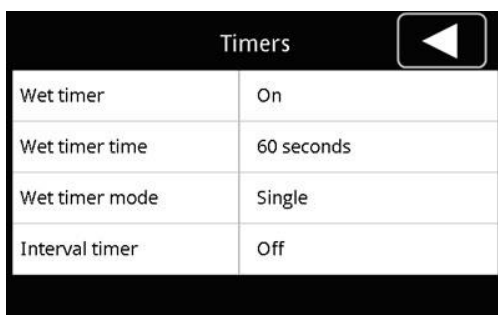 Timers
Wet timer On
Wet timer time 60 seconds
Wet timer mode Single
Interval timer Off